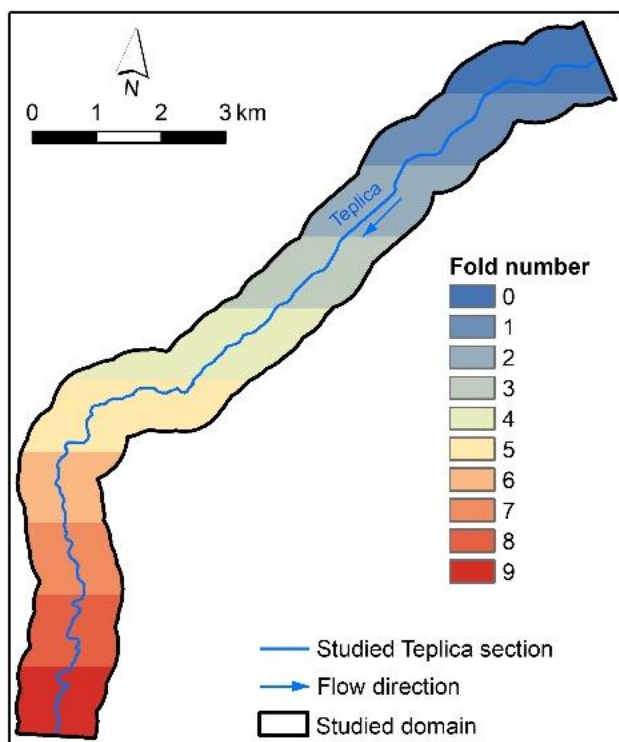 N
0 1 2 3 km
Teplica
Fold number
0
1
2
3
4
5
6
7
8
9
Studied Teplica section
Flow direction
Studied domain